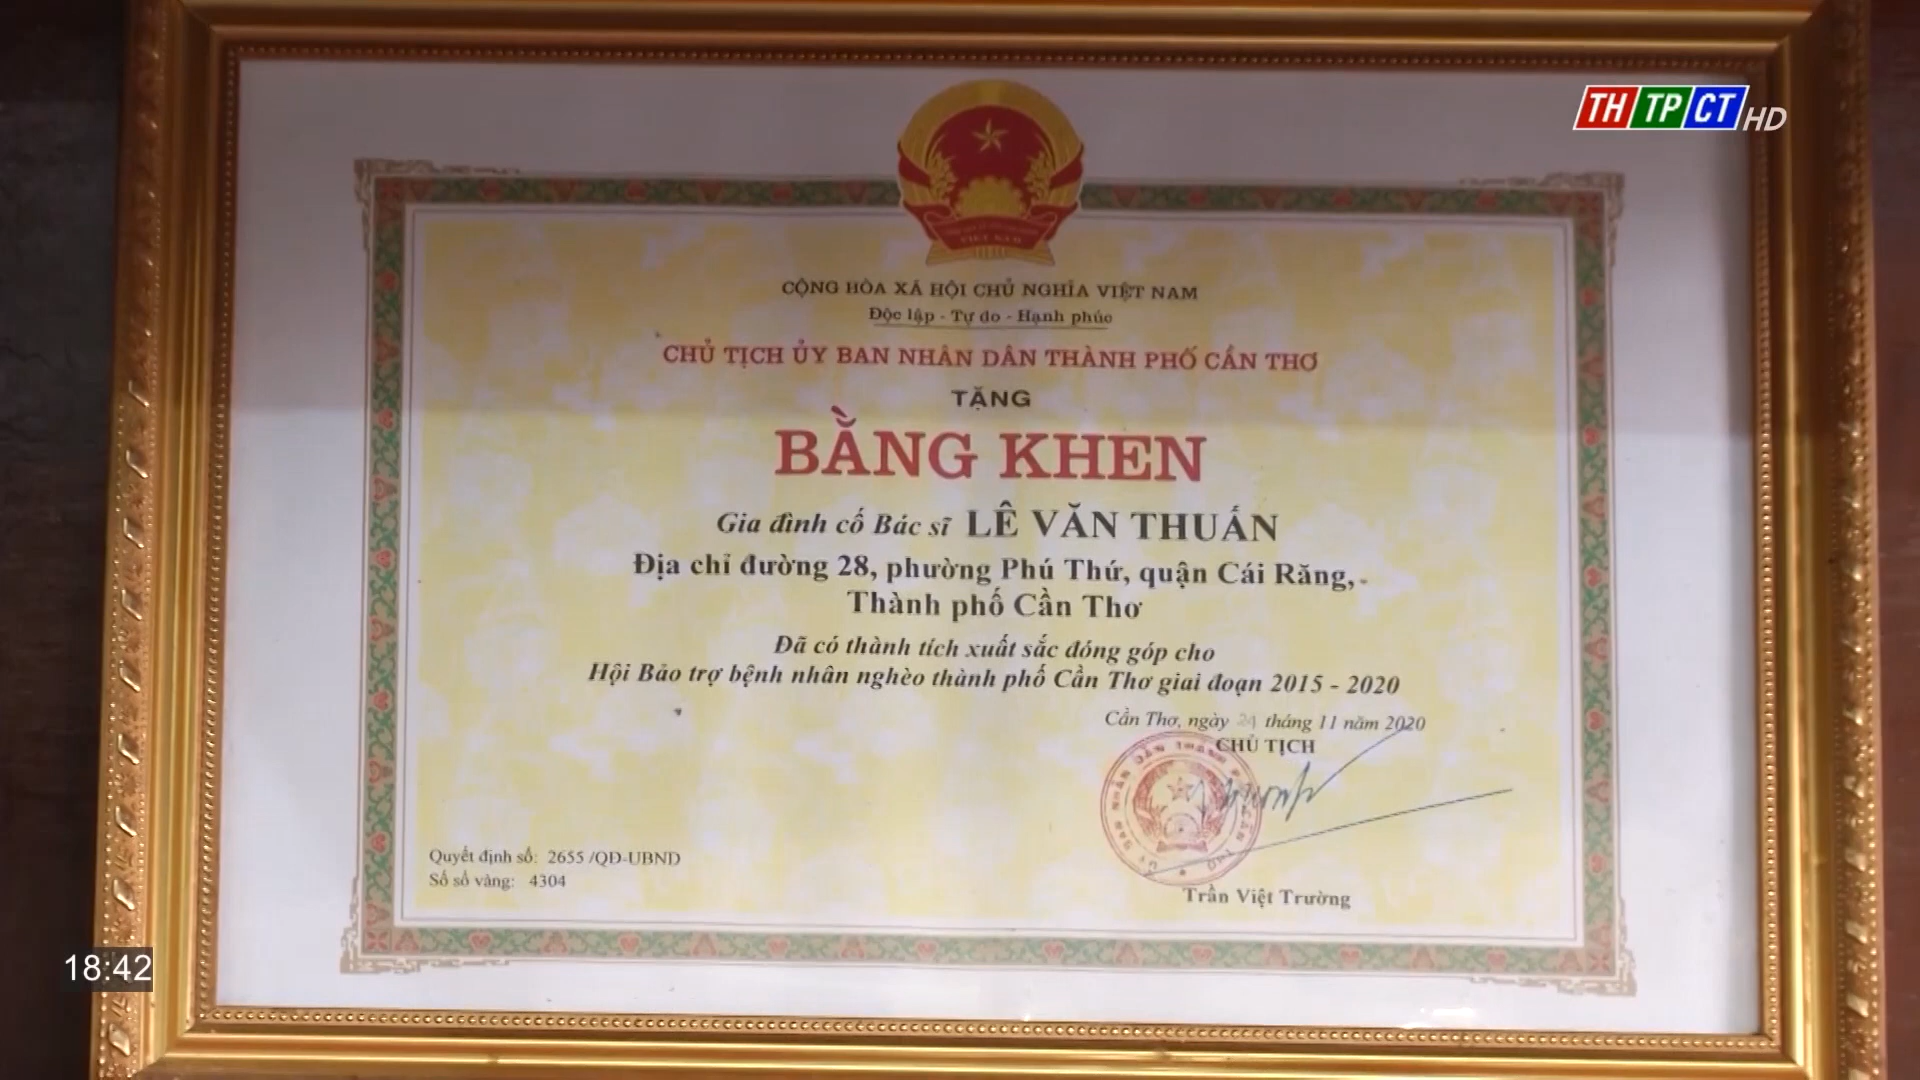 TH TP CT HD
VIỆT NAM
CỘNG HÒA XÃ HỘI CHỦ NGHĨA VIỆT NAM
Độc lập - Tự do - Hạnh phúc
CHỦ TỊCH ỦY BAN NHÂN DÂN THÀNH PHỐ CẦN THƠ
TẶNG
BẰNG KHEN
Gia đình cố Bác sĩ LÊ VĂN THUẤN
Địa chỉ đường 28, phường Phú Thứ, quận Cái Răng,
Thành phố Cần Thơ
Đã có thành tích xuất sắc đóng góp cho
Hội Bảo trợ bệnh nhân nghèo thành phố Cần Thơ giai đoạn 2015 - 2020
Cần Thơ, ngày tháng 11 năm 2020
CHỦ TỊCH
Trần Việt Trường
Quyết định số: 2655 /QĐ-UBND
Số sổ vàng: 4304
18:42